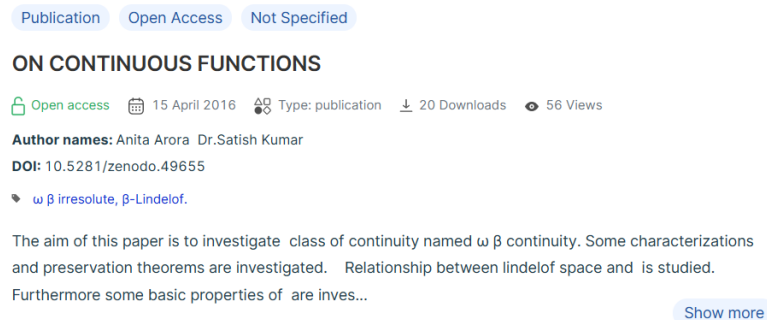 Publication Open Access Not Specified
ON CONTINUOUS FUNCTIONS
Open access 15 April 2016 Type: publication 20 Downloads 56 Views
Author names: Anita Arora Dr.Satish Kumar
DOI: 10.5281/zenodo.49655
ω β irresolute, β-Lindelof.
The aim of this paper is to investigate class of continuity named ω β continuity. Some characterizations
and preservation theorems are investigated. Relationship between lindelof space and is studied.
Furthermore some basic properties of are inves...
Show more